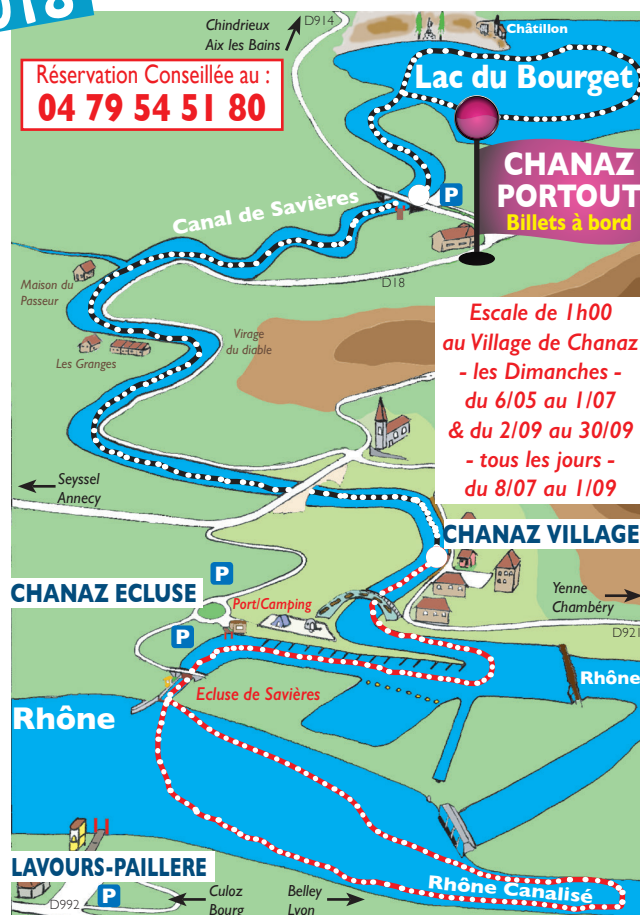 018
Chindrieux
Aix les Bains
D914
Châtillon
Réservation Conseillée au :
04 79 54 51 80
Lac du Bourget
CHANAZ
PORTOUT
Billets à bord
P
Canal de Savières
D18
Maison du
Passeur
Les Granges
Virage
du diable
Escale de 1h00
au Village de Chanaz
- les Dimanches -
du 6/05 au 1/07
& du 2/09 au 30/09
- tous les jours -
du 8/07 au 1/09
Seyssel
Annecy
CHANAZ VILLAGE
P
CHANAZ ECLUSE
Port/Camping
Yenne
Chambéry
D921
P
Ecluse de Savières
Rhône
Rhône
LAVOURS-PAILLERE
Rhône Canalisé
D992
P
Culoz
Bourg
Belley
Lyon